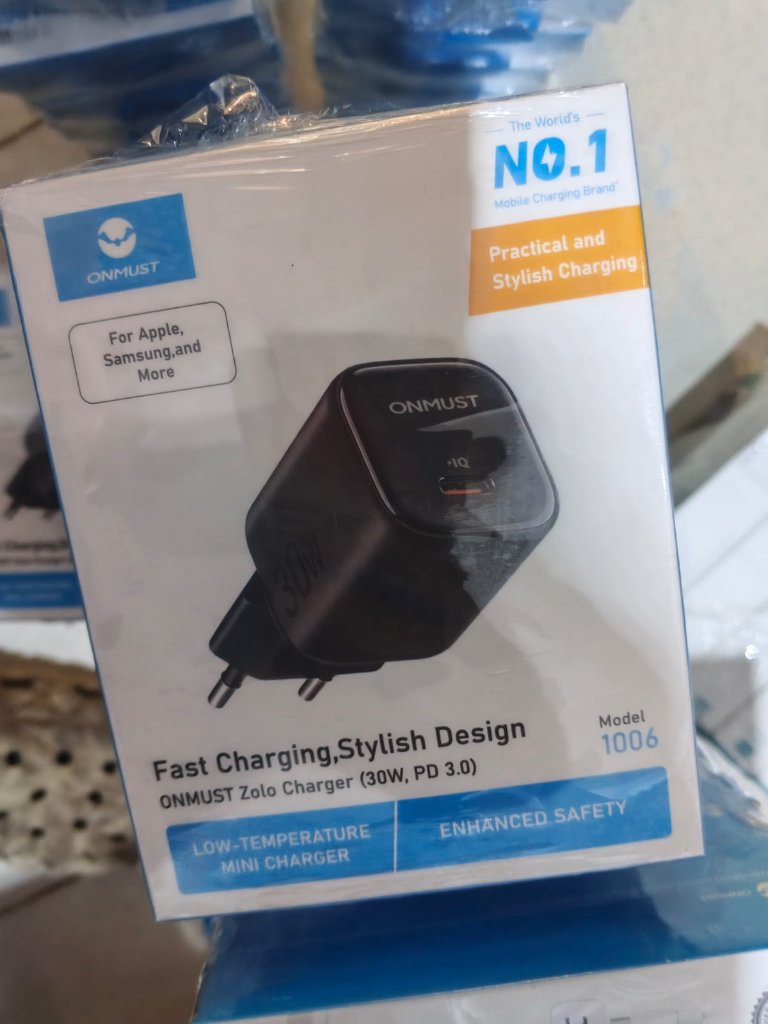 The World's
NO.1
Mobile Charging Brand*
Practical and
Stylish Charging
ONMUST
For Apple,
Samsung,and
More
ONMUST
IQ
30W
Fast Charging,Stylish Design
ONMUST Zolo Charger (30W, PD 3.0)
Model
1006
LOW-TEMPERATURE
MINI CHARGER
ENHANCED SAFETY